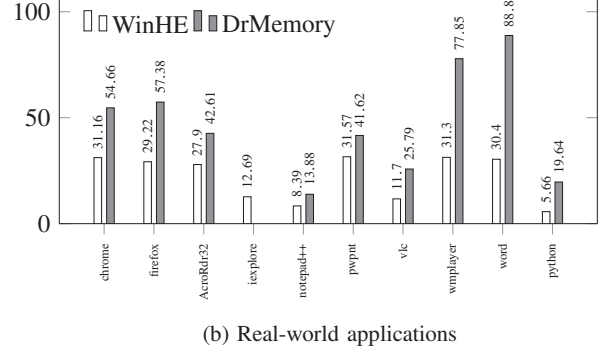 100
WinHE DrMemory
50
0
31.16 54.66 29.22 57.38 27.9 42.61 12.69 8.39 13.88 31.57 41.62 11.7 25.79 31.3 77.85 30.4 88.8 5.66 19.64
chrome firefox AcroRdr32 iexplore notepad++ pwpnt vlc wmplayer word python
(b) Real-world applications